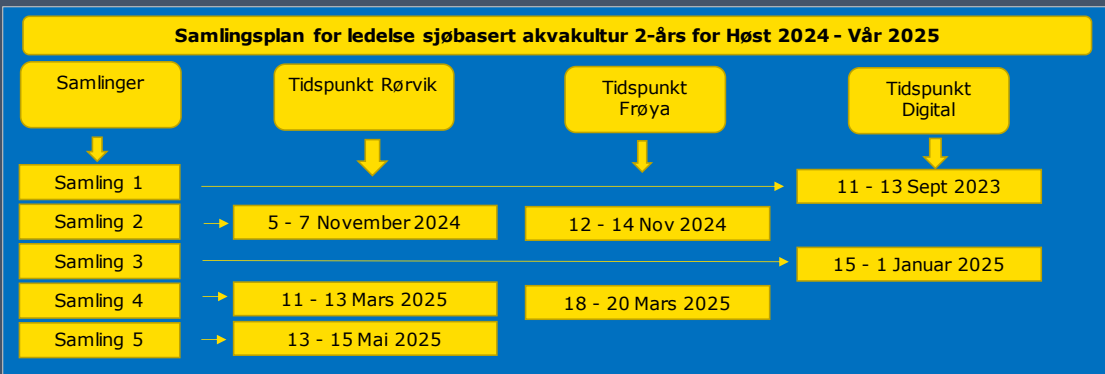 Samlingsplan for ledelse sjøbasert akvakultur 2-års for Høst 2024 - Vår 2025
Samlinger
Tidspunkt Rørvik
Tidspunkt
Frøya
Tidspunkt
Digital
Samling 1
11 - 13 Sept 2023
Samling 2
5 - 7 November 2024
12 - 14 Nov 2024
Samling 3
15 - 1 Januar 2025
Samling 4
11 - 13 Mars 2025
18 - 20 Mars 2025
Samling 5
13 - 15 Mai 2025